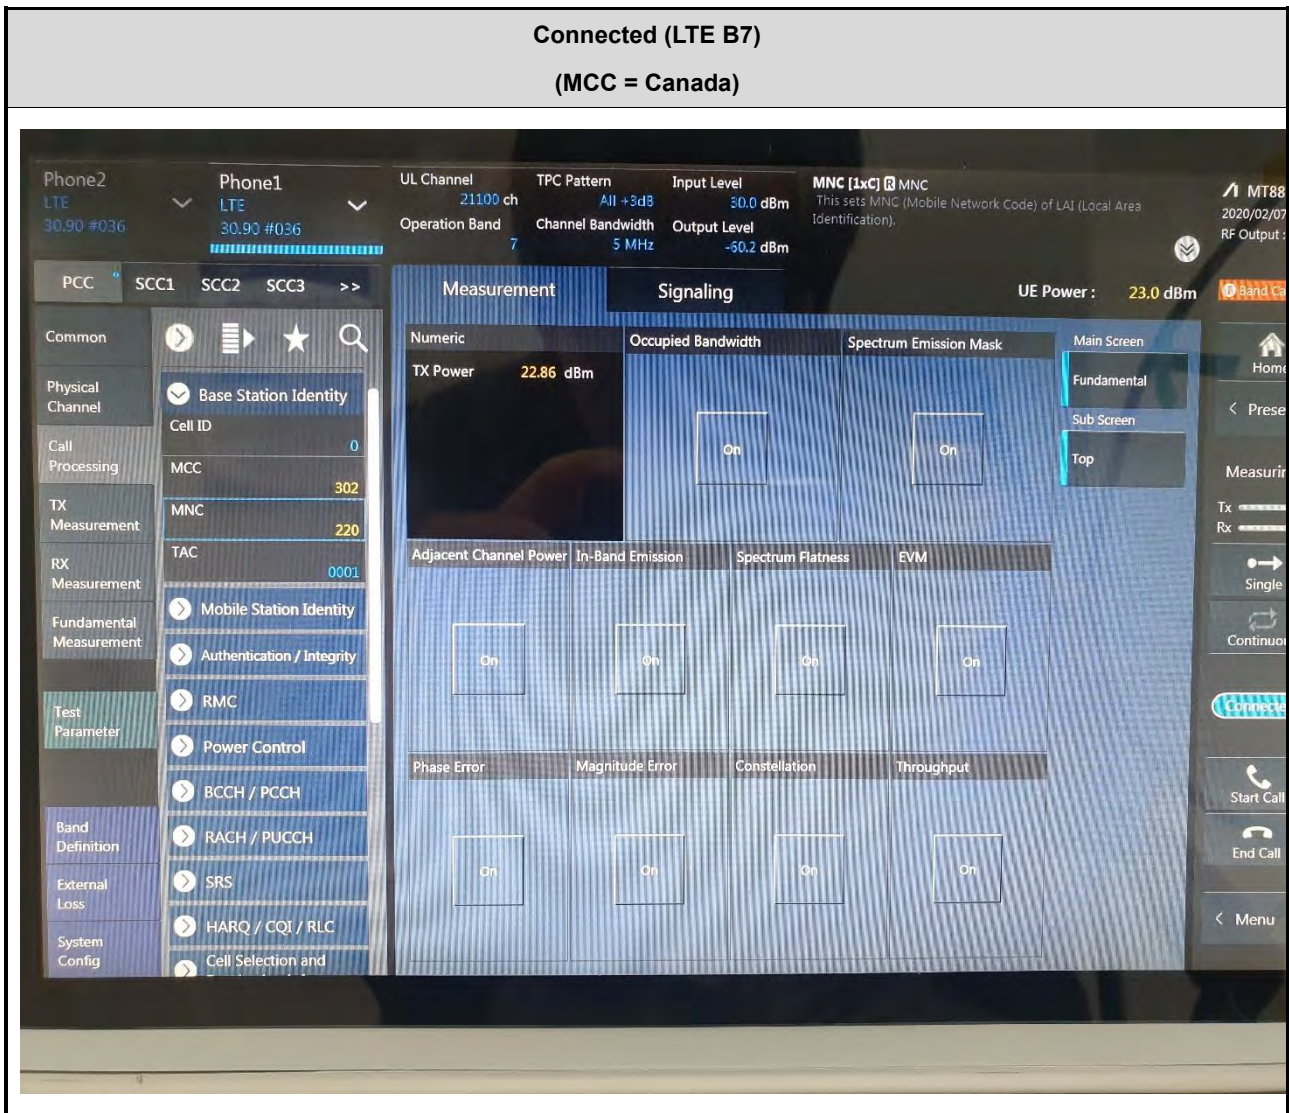 Connected (LTE B7)
(MCC = Canada)
Phone2
LTE
30.90 #036
Phone1
LTE
30.90 #036
UL Channel
21100 ch
Operation Band
7
TPC Pattern
All +3dB
Channel Bandwidth
5 MHz
Input Level
30.0 dBm
Output Level
-60.2 dBm
MNC [1xC] R MNC
This sets MNC (Mobile Network Code) of LAI (Local Area
Identification).
MT88
2020/02/07
RF Output :
PCC SCC1 SCC2 SCC3 >>
Measurement
Signaling
UE Power : 23.0 dBm
Band Ca
Common
Physical
Channel
Call
Processing
TX
Measurement
RX
Measurement
Fundamental
Measurement
Test
Parameter
Band
Definition
External
Loss
System
Config
Base Station Identity
Cell ID
0
MCC
302
MNC
220
TAC
0001
Mobile Station Identity
Authentication / Integrity
RMC
Power Control
BCCH / PCCH
RACH / PUCCH
SRS
HARQ / CQI / RLC
Cell Selection and
Numeric
TX Power 22.86 dBm
Occupied Bandwidth
On
Spectrum Emission Mask
On
Main Screen
Fundamental
Sub Screen
Top
Adjacent Channel Power
On
In-Band Emission
On
Spectrum Flatness
On
EVM
On
Phase Error
On
Magnitude Error
On
Constellation
On
Throughput
On
Home
< Prese
Measurin
Tx
Rx
Single
Continuou
Connecte
Start Call
End Call
< Menu